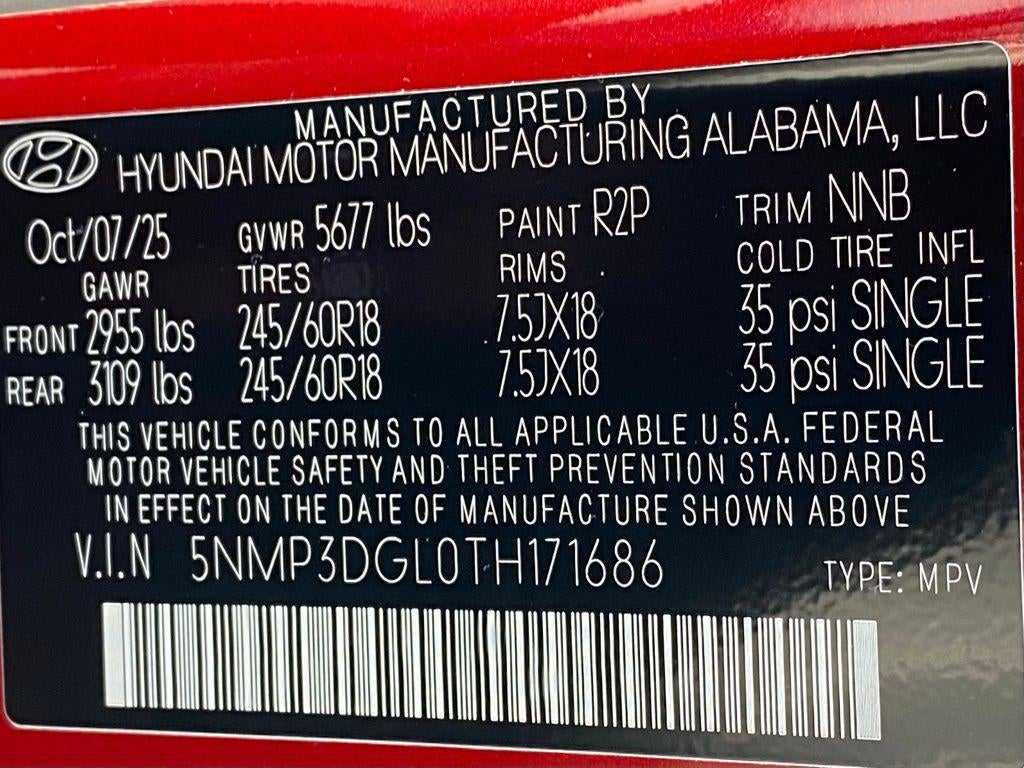 MANUFACTURED BY
HYUNDAI MOTOR MANUFACTURING ALABAMA, LLC
Oct/07/25 GVWR 5677 lbs PAINT R2P TRIM NNB
GAWR TIRES RIMS COLD TIRE INFL
FRONT 2955 lbs 245/60R18 7.5JX18 35 psi SINGLE
REAR 3109 lbs 245/60R18 7.5JX18 35 psi SINGLE
THIS VEHICLE CONFORMS TO ALL APPLICABLE U.S.A. FEDERAL
MOTOR VEHICLE SAFETY AND THEFT PREVENTION STANDARDS
IN EFFECT ON THE DATE OF MANUFACTURE SHOWN ABOVE
V.I.N 5NMP3DGL0TH171686 TYPE: MPV